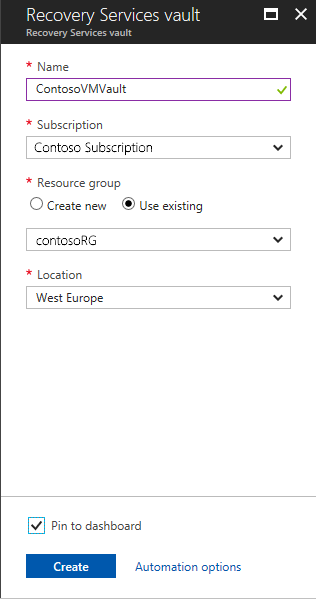 Recovery Services vault
Recovery Services vault
* Name
ContosoVMVault
* Subscription
Contoso Subscription
* Resource group
Create new Use existing
contosoRG
* Location
West Europe
Pin to dashboard
Create Automation options